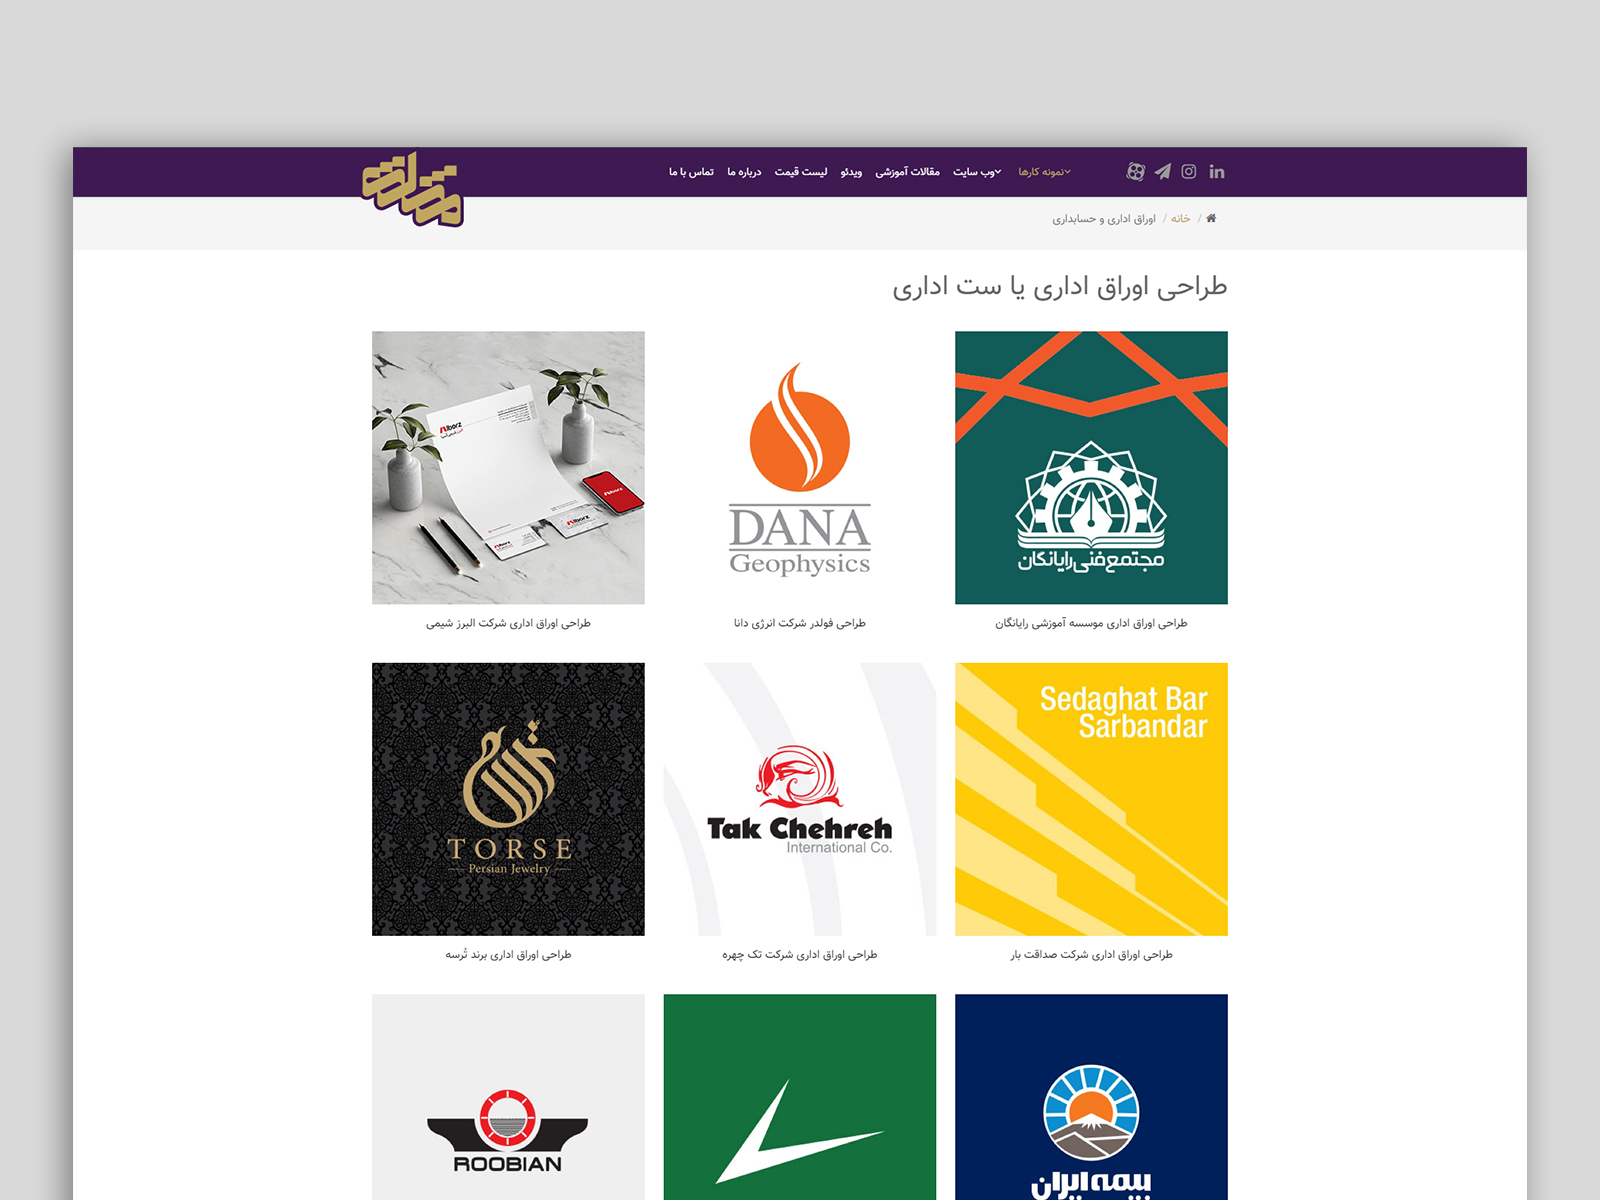 نمونه کارها وب سایت مقالات آموزشی ویدئو لیست قیمت درباره ما تماس با ما
خانه / اوراق اداری و حسابداری
طراحی اوراق اداری یا ست اداری
مجتمع فنی رایانگان
طراحی اوراق اداری موسسه آموزشی رایانگان
DANA
Geophysics
طراحی فولدر شرکت انرژی دانا
Alborz
طراحی اوراق اداری شرکت البرز شیمی
Sedaghat Bar
Sarbandar
طراحی اوراق اداری شرکت صداقت بار
Tak Chehreh
International Co.
طراحی اوراق اداری شرکت تک چهره
TORSE
Persian Jewelry
طراحی اوراق اداری برند تُرسه
بیمه ایران
ROOBIAN